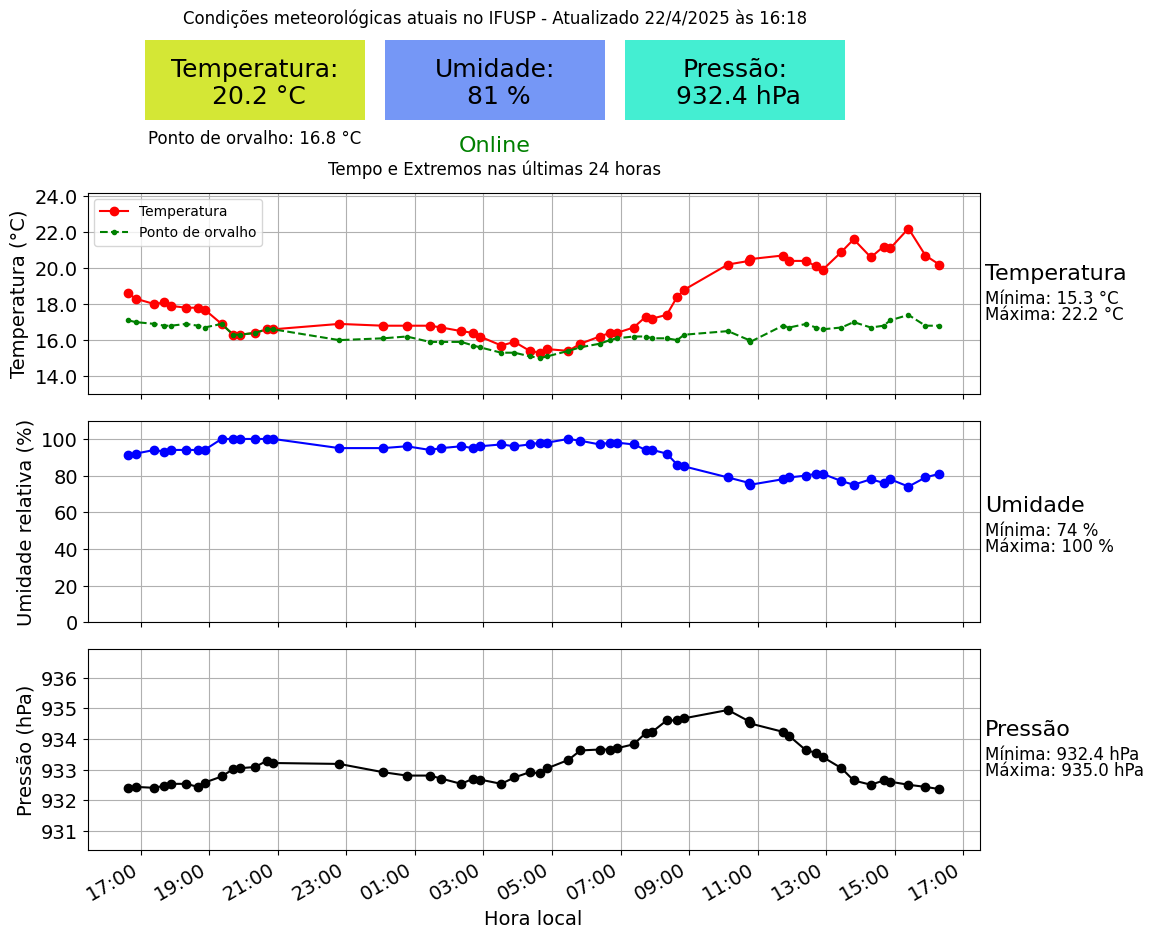 Condições meteorológicas atuais no IFUSP - Atualizado 22/4/2025 às 16:18
Temperatura:
20.2 °C
Umidade:
81 %
Pressão:
932.4 hPa
Ponto de orvalho: 16.8 °C
Online
Tempo e Extremos nas últimas 24 horas
Temperatura (°C)
24.0
22.0
20.0
18.0
16.0
14.0
Temperatura
Ponto de orvalho
Temperatura
Mínima: 15.3 °C
Máxima: 22.2 °C
Umidade relativa (%)
100
80
60
40
20
0
Umidade
Mínima: 74 %
Máxima: 100 %
Pressão (hPa)
936
935
934
933
932
931
Pressão
Mínima: 932.4 hPa
Máxima: 935.0 hPa
17:00 19:00 21:00 23:00 01:00 03:00 05:00 07:00 09:00 11:00 13:00 15:00 17:00
Hora local